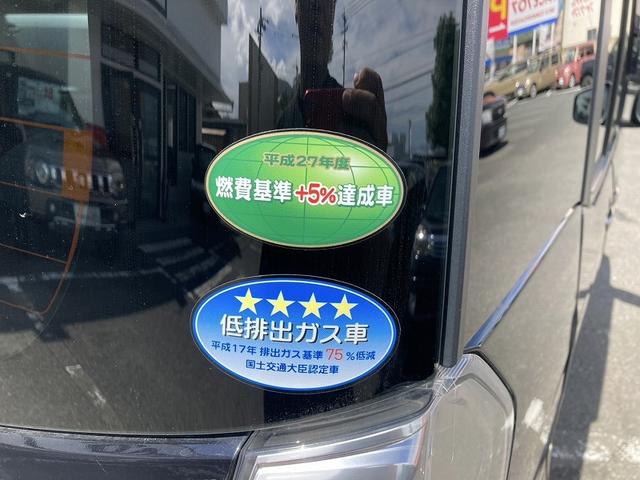 平成27年度
燃費基準+5%達成車
★★★★
低排出ガス車
平成17年 排出ガス基準75%低減
国土交通大臣認定車
P